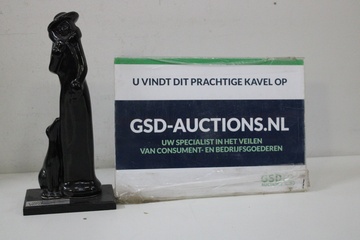 U VINDT DIT PRACHTIGE KAVEL OP
GSD-AUCTIONS.NL
UW SPECIALIST IN HET VEILEN
VAN CONSUMENT- EN BEDRIJFSGOEDEREN
GSD